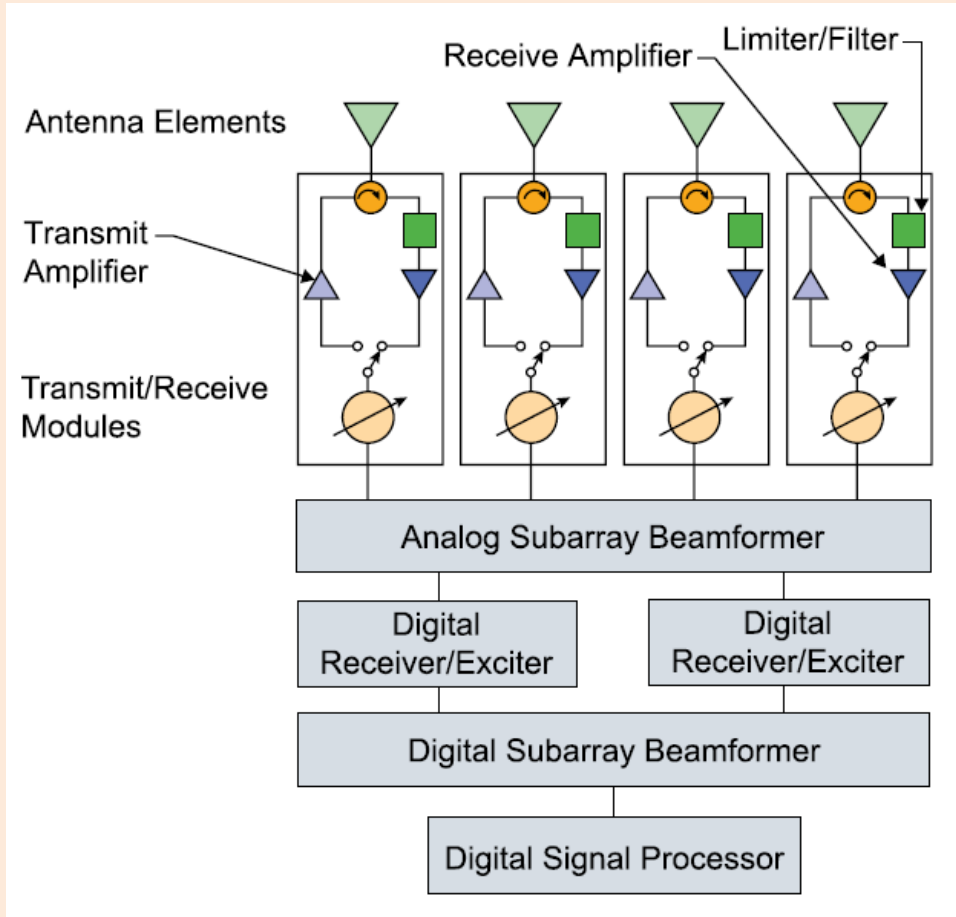 Limiter/Filter
Receive Amplifier
Antenna Elements
Transmit
Amplifier
Transmit/Receive
Modules
Analog Subarray Beamformer
Digital
Receiver/Exciter
Digital
Receiver/Exciter
Digital Subarray Beamformer
Digital Signal Processor